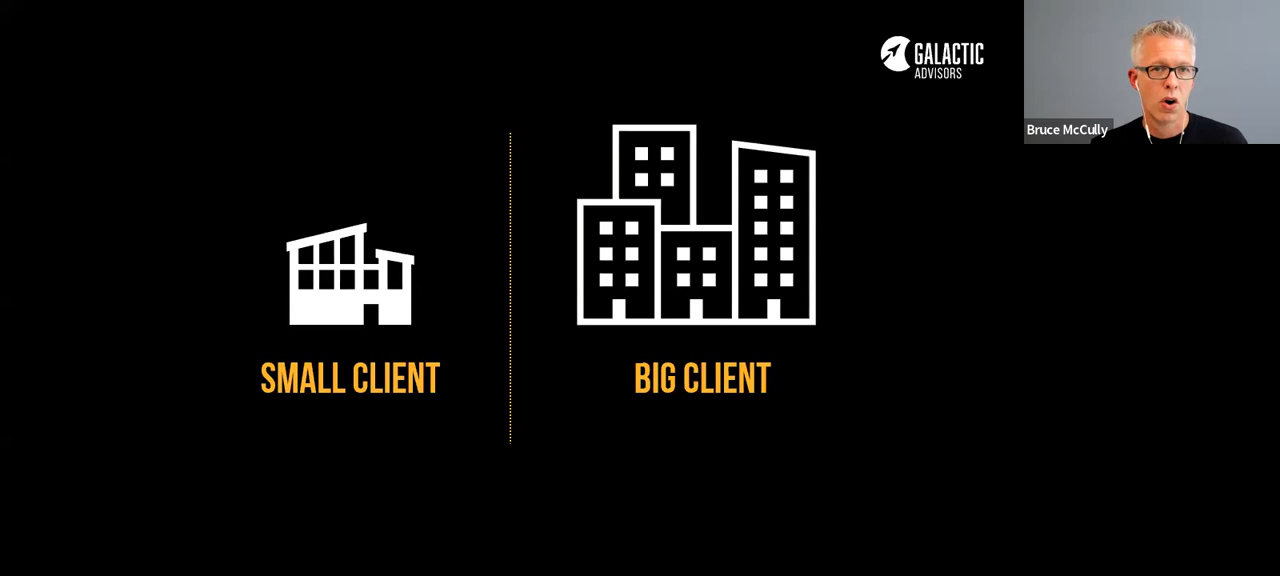 GALACTIC
ADVISORS
Bruce McCully
SMALL CLIENT
BIG CLIENT